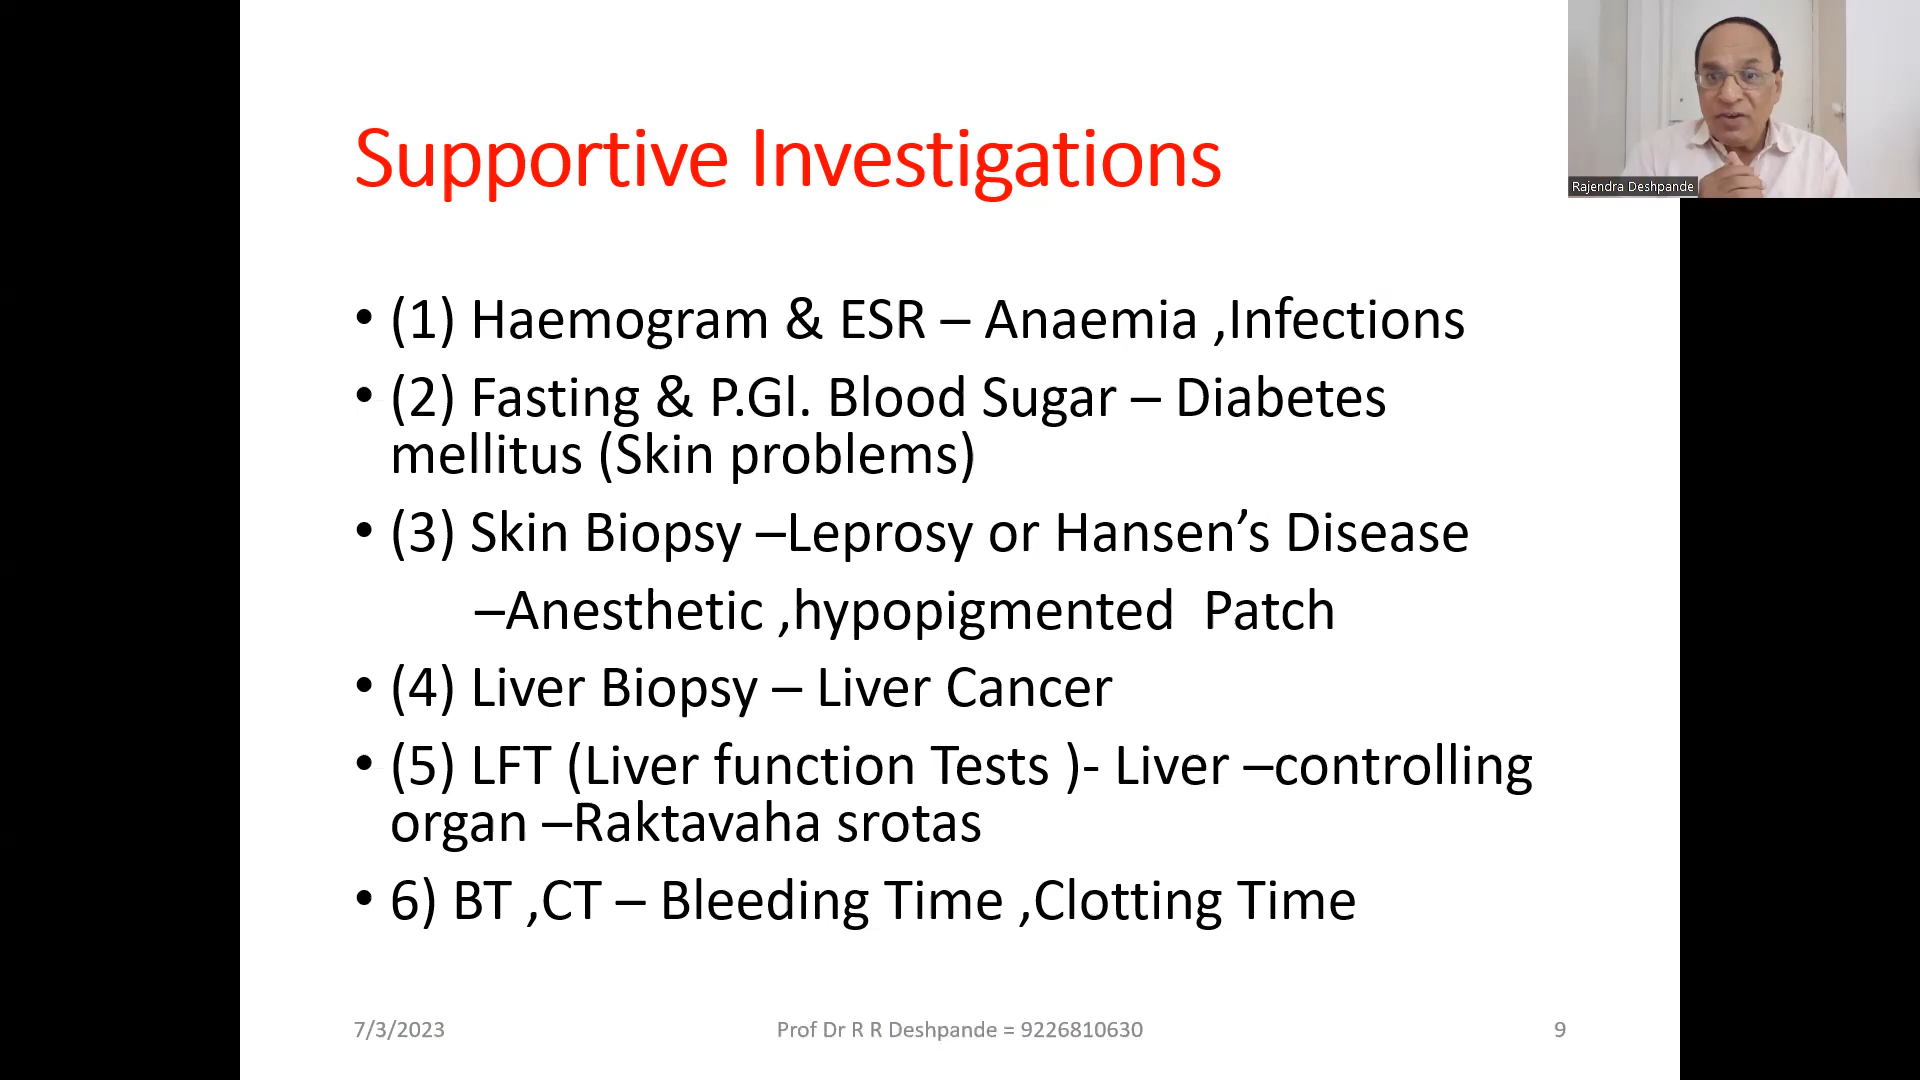 Supportive Investigations
Rajendra Deshpande
• (1) Haemogram & ESR – Anaemia ,Infections
• (2) Fasting & P.Gl. Blood Sugar – Diabetes
mellitus (Skin problems)
• (3) Skin Biopsy –Leprosy or Hansen’s Disease
–Anesthetic ,hypopigmented  Patch
• (4) Liver Biopsy – Liver Cancer
• (5) LFT (Liver function Tests )- Liver –controlling
organ –Raktavaha srotas
• 6) BT ,CT – Bleeding Time ,Clotting Time
7/3/2023
Prof Dr R R Deshpande = 9226810630
9